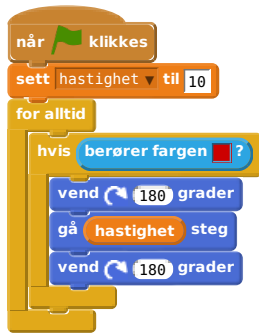 når klikkes
sett hastighet til 10
for alltid
hvis berører fargen ?
vend 180 grader
gå hastighet steg
vend 180 grader